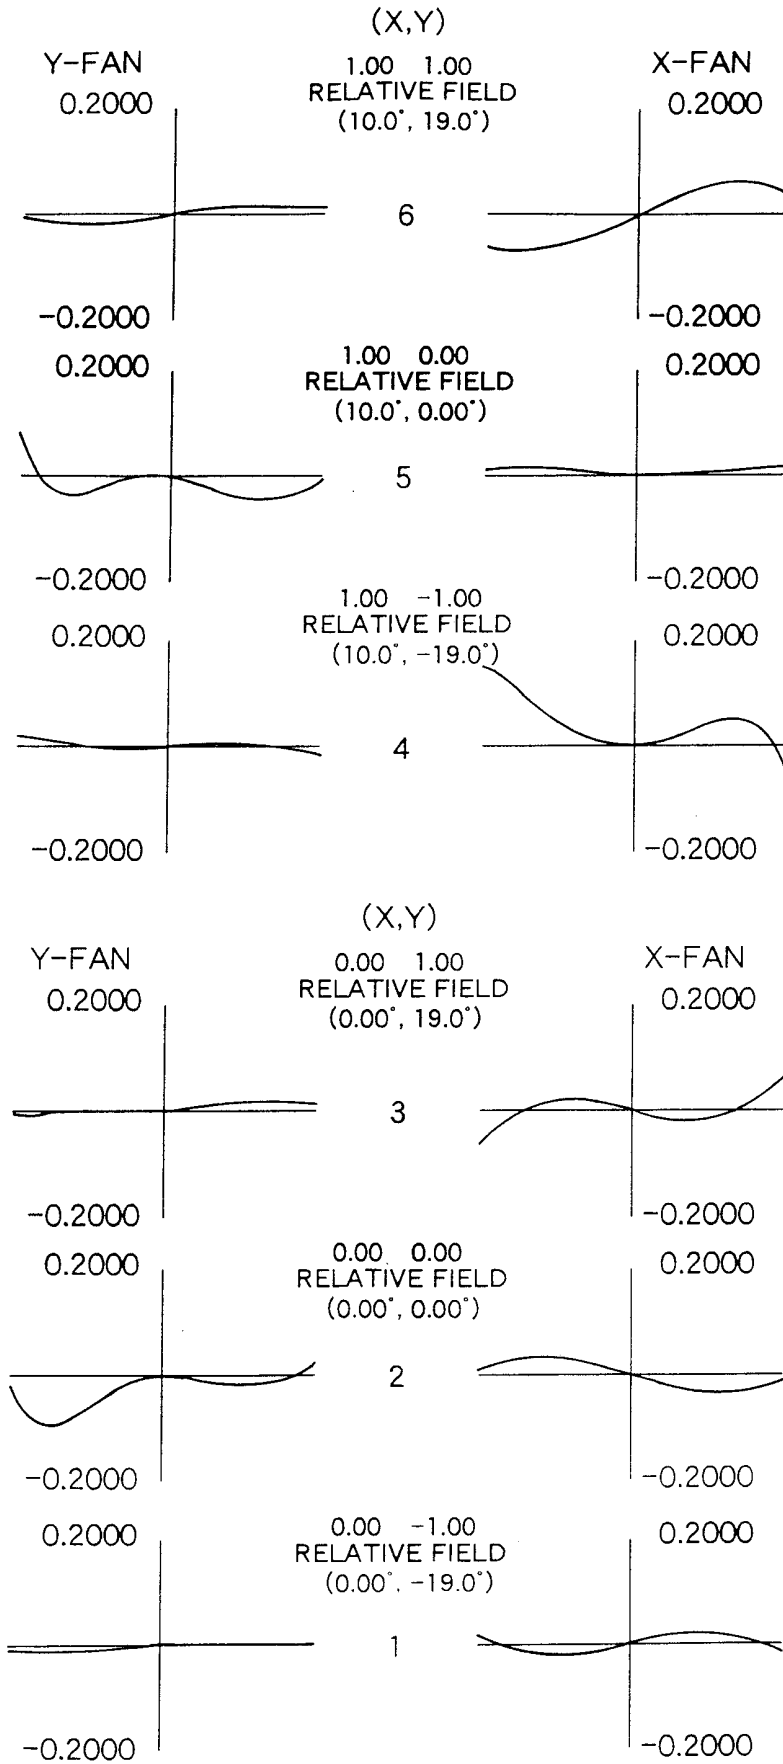 (X,Y)
Y-FAN 1.00 1.00 X-FAN
0.2000 RELATIVE FIELD 0.2000
(10.0°, 19.0°)
6
-0.2000 -0.2000
1.00 0.00
0.2000 RELATIVE FIELD 0.2000
(10.0°, 0.00°)
5
-0.2000 -0.2000
1.00 -1.00
0.2000 RELATIVE FIELD 0.2000
(10.0°, -19.0°)
4
-0.2000 -0.2000
(X,Y)
Y-FAN 0.00 1.00 X-FAN
0.2000 RELATIVE FIELD 0.2000
(0.00°, 19.0°)
3
-0.2000 -0.2000
0.00 0.00
0.2000 RELATIVE FIELD 0.2000
(0.00°, 0.00°)
2
-0.2000 -0.2000
0.00 -1.00
0.2000 RELATIVE FIELD 0.2000
(0.00°, -19.0°)
1
-0.2000 -0.2000